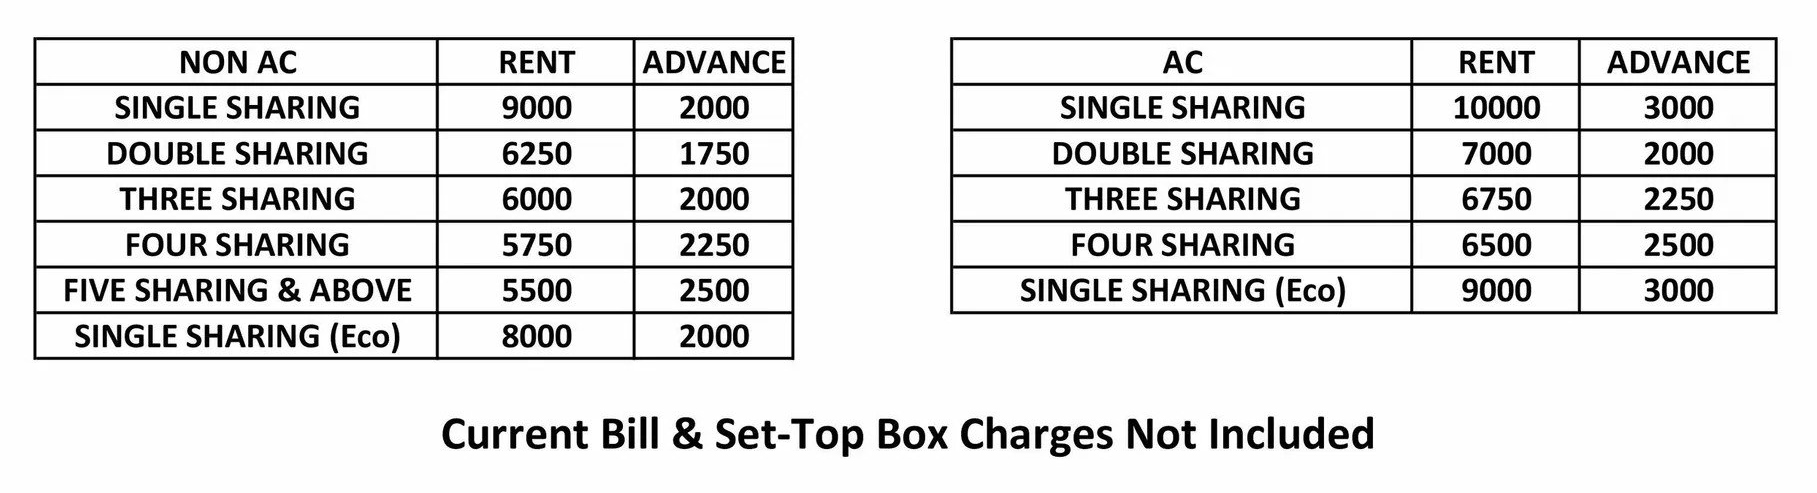 NON AC RENT ADVANCE
SINGLE SHARING 9000 2000
DOUBLE SHARING 6250 1750
THREE SHARING 6000 2000
FOUR SHARING 5750 2250
FIVE SHARING & ABOVE 5500 2500
SINGLE SHARING (Eco) 8000 2000
AC RENT ADVANCE
SINGLE SHARING 10000 3000
DOUBLE SHARING 7000 2000
THREE SHARING 6750 2250
FOUR SHARING 6500 2500
SINGLE SHARING (Eco) 9000 3000
Current Bill & Set-Top Box Charges Not Included